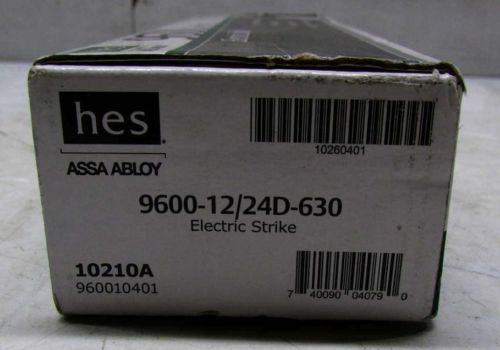 hes
ASSA ABLOY
10260401
9600-12/24D-630
Electric Strike
10210A
960010401
7 40090 04079 0